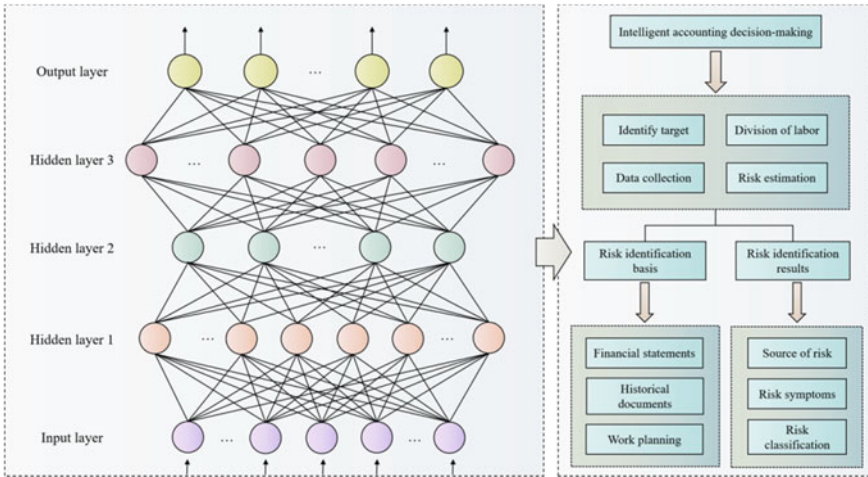 Output layer
...
Hidden layer 3
...
...
Hidden layer 2
...
Hidden layer 1
...
...
Input layer
...
...
Intelligent accounting decision-making
Identify target
Division of labor
Data collection
Risk estimation
Risk identification
basis
Risk identification
results
Financial statements
Historical
documents
Work planning
Source of risk
Risk symptoms
Risk
classification